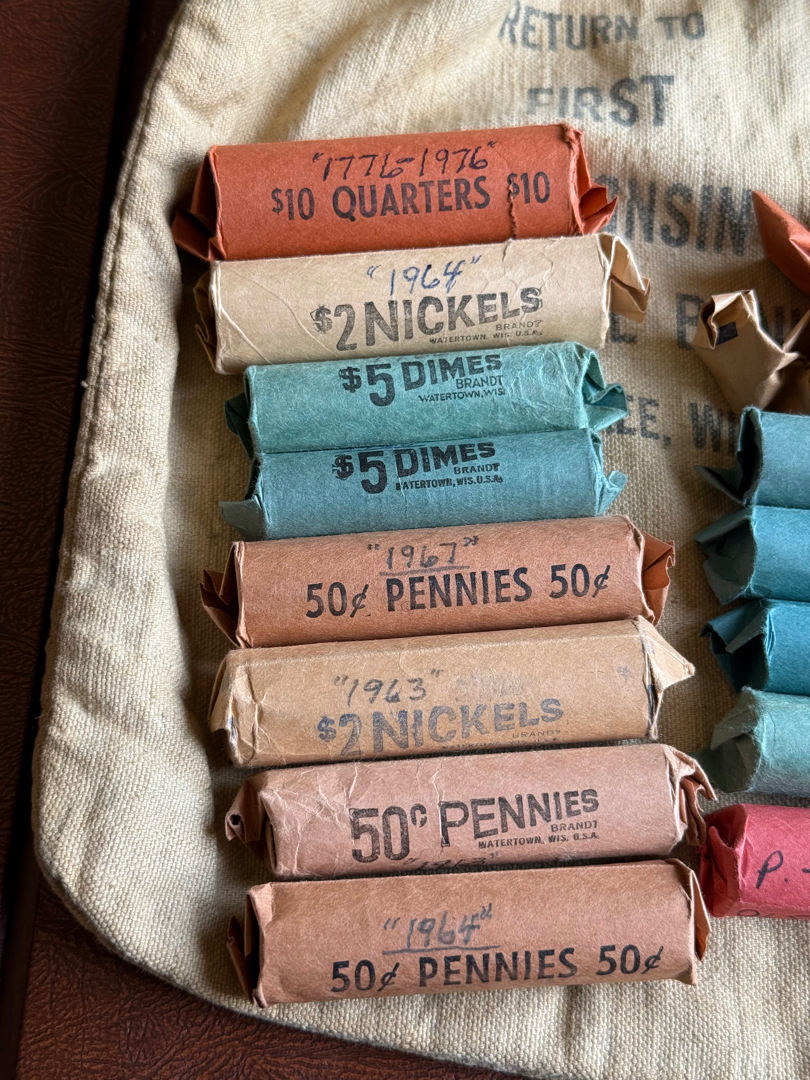 RETURN TO
FIRST
"1776-1976"
$10 QUARTERS $10
"1964"
$2 NICKELS
BRANDT
WATERTOWN, WIS. U.S.A.
$5 DIMES
BRANDT
WATERTOWN, WIS.
$5 DIMES
BRANDT
WATERTOWN, WIS. U.S.A.
"1967"
50¢ PENNIES 50¢
"1963"
$2 NICKELS
BRANDT
50¢ PENNIES
BRANDT
WATERTOWN, WIS. U.S.A.
P.
"1964"
50¢ PENNIES 50¢